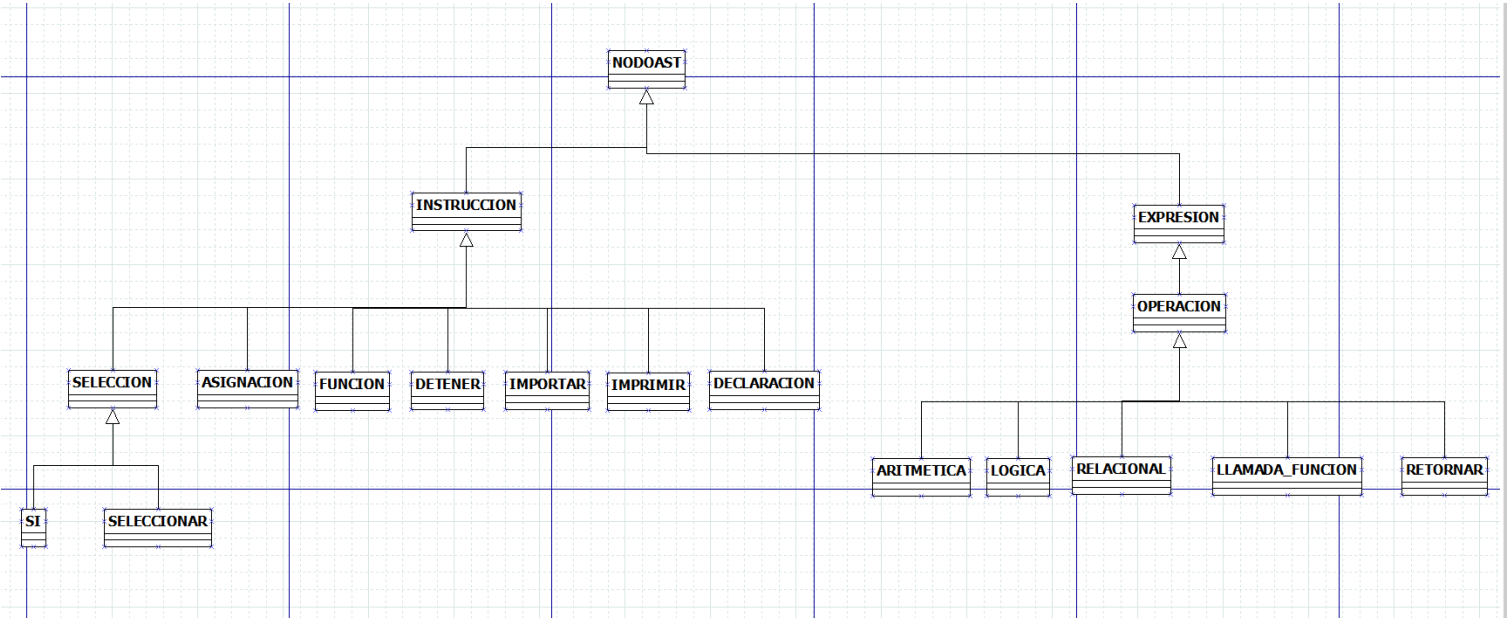 NODOAST
INSTRUCCION
EXPRESION
OPERACION
SELECCION
ASIGNACION
FUNCION
DETENER
IMPORTAR
IMPRIMIR
DECLARACION
ARITMETICA
LOGICA
RELACIONAL
LLAMADA_FUNCION
RETORNAR
SI
SELECCIONAR